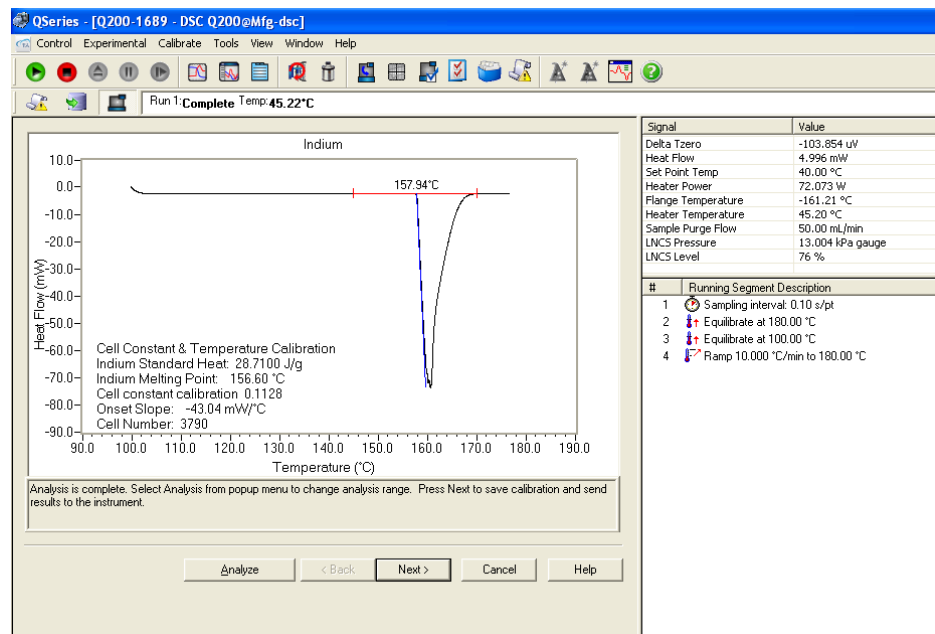 QSeries - [Q200-1689 - DSC Q200@Mfg-dsc]
Control Experimental Calibrate Tools View Window Help
Run 1:Complete Temp:45.22°C
Indium
157.94°C
10.0
0.0
-10.0
-20.0
-30.0
-40.0
-50.0
-60.0
-70.0
-80.0
-90.0
Heat Flow (mW)
Cell Constant & Temperature Calibration
Indium Standard Heat: 28.7100 J/g
Indium Melting Point: 156.60 °C
Cell constant calibration 0.1128
Onset Slope: -43.04 mW/°C
Cell Number: 3790
90.0 100.0 110.0 120.0 130.0 140.0 150.0 160.0 170.0 180.0 190.0
Temperature (°C)
Analysis is complete. Select Analysis from popup menu to change analysis range. Press Next to save calibration and send
results to the instrument.
Analyze < Back Next > Cancel Help
Signal Value
Delta Tzero -103.854 uV
Heat Flow 4.996 mW
Set Point Temp 40.00 °C
Heater Power 72.073 W
Flange Temperature -161.21 °C
Heater Temperature 45.20 °C
Sample Purge Flow 50.00 mL/min
LNCS Pressure 13.004 kPa gauge
LNCS Level 76 %
# Running Segment Description
1 Sampling interval: 0.10 s/pt
2 Equilibrate at 180.00 °C
3 Equilibrate at 100.00 °C
4 Ramp 10.000 °C/min to 180.00 °C